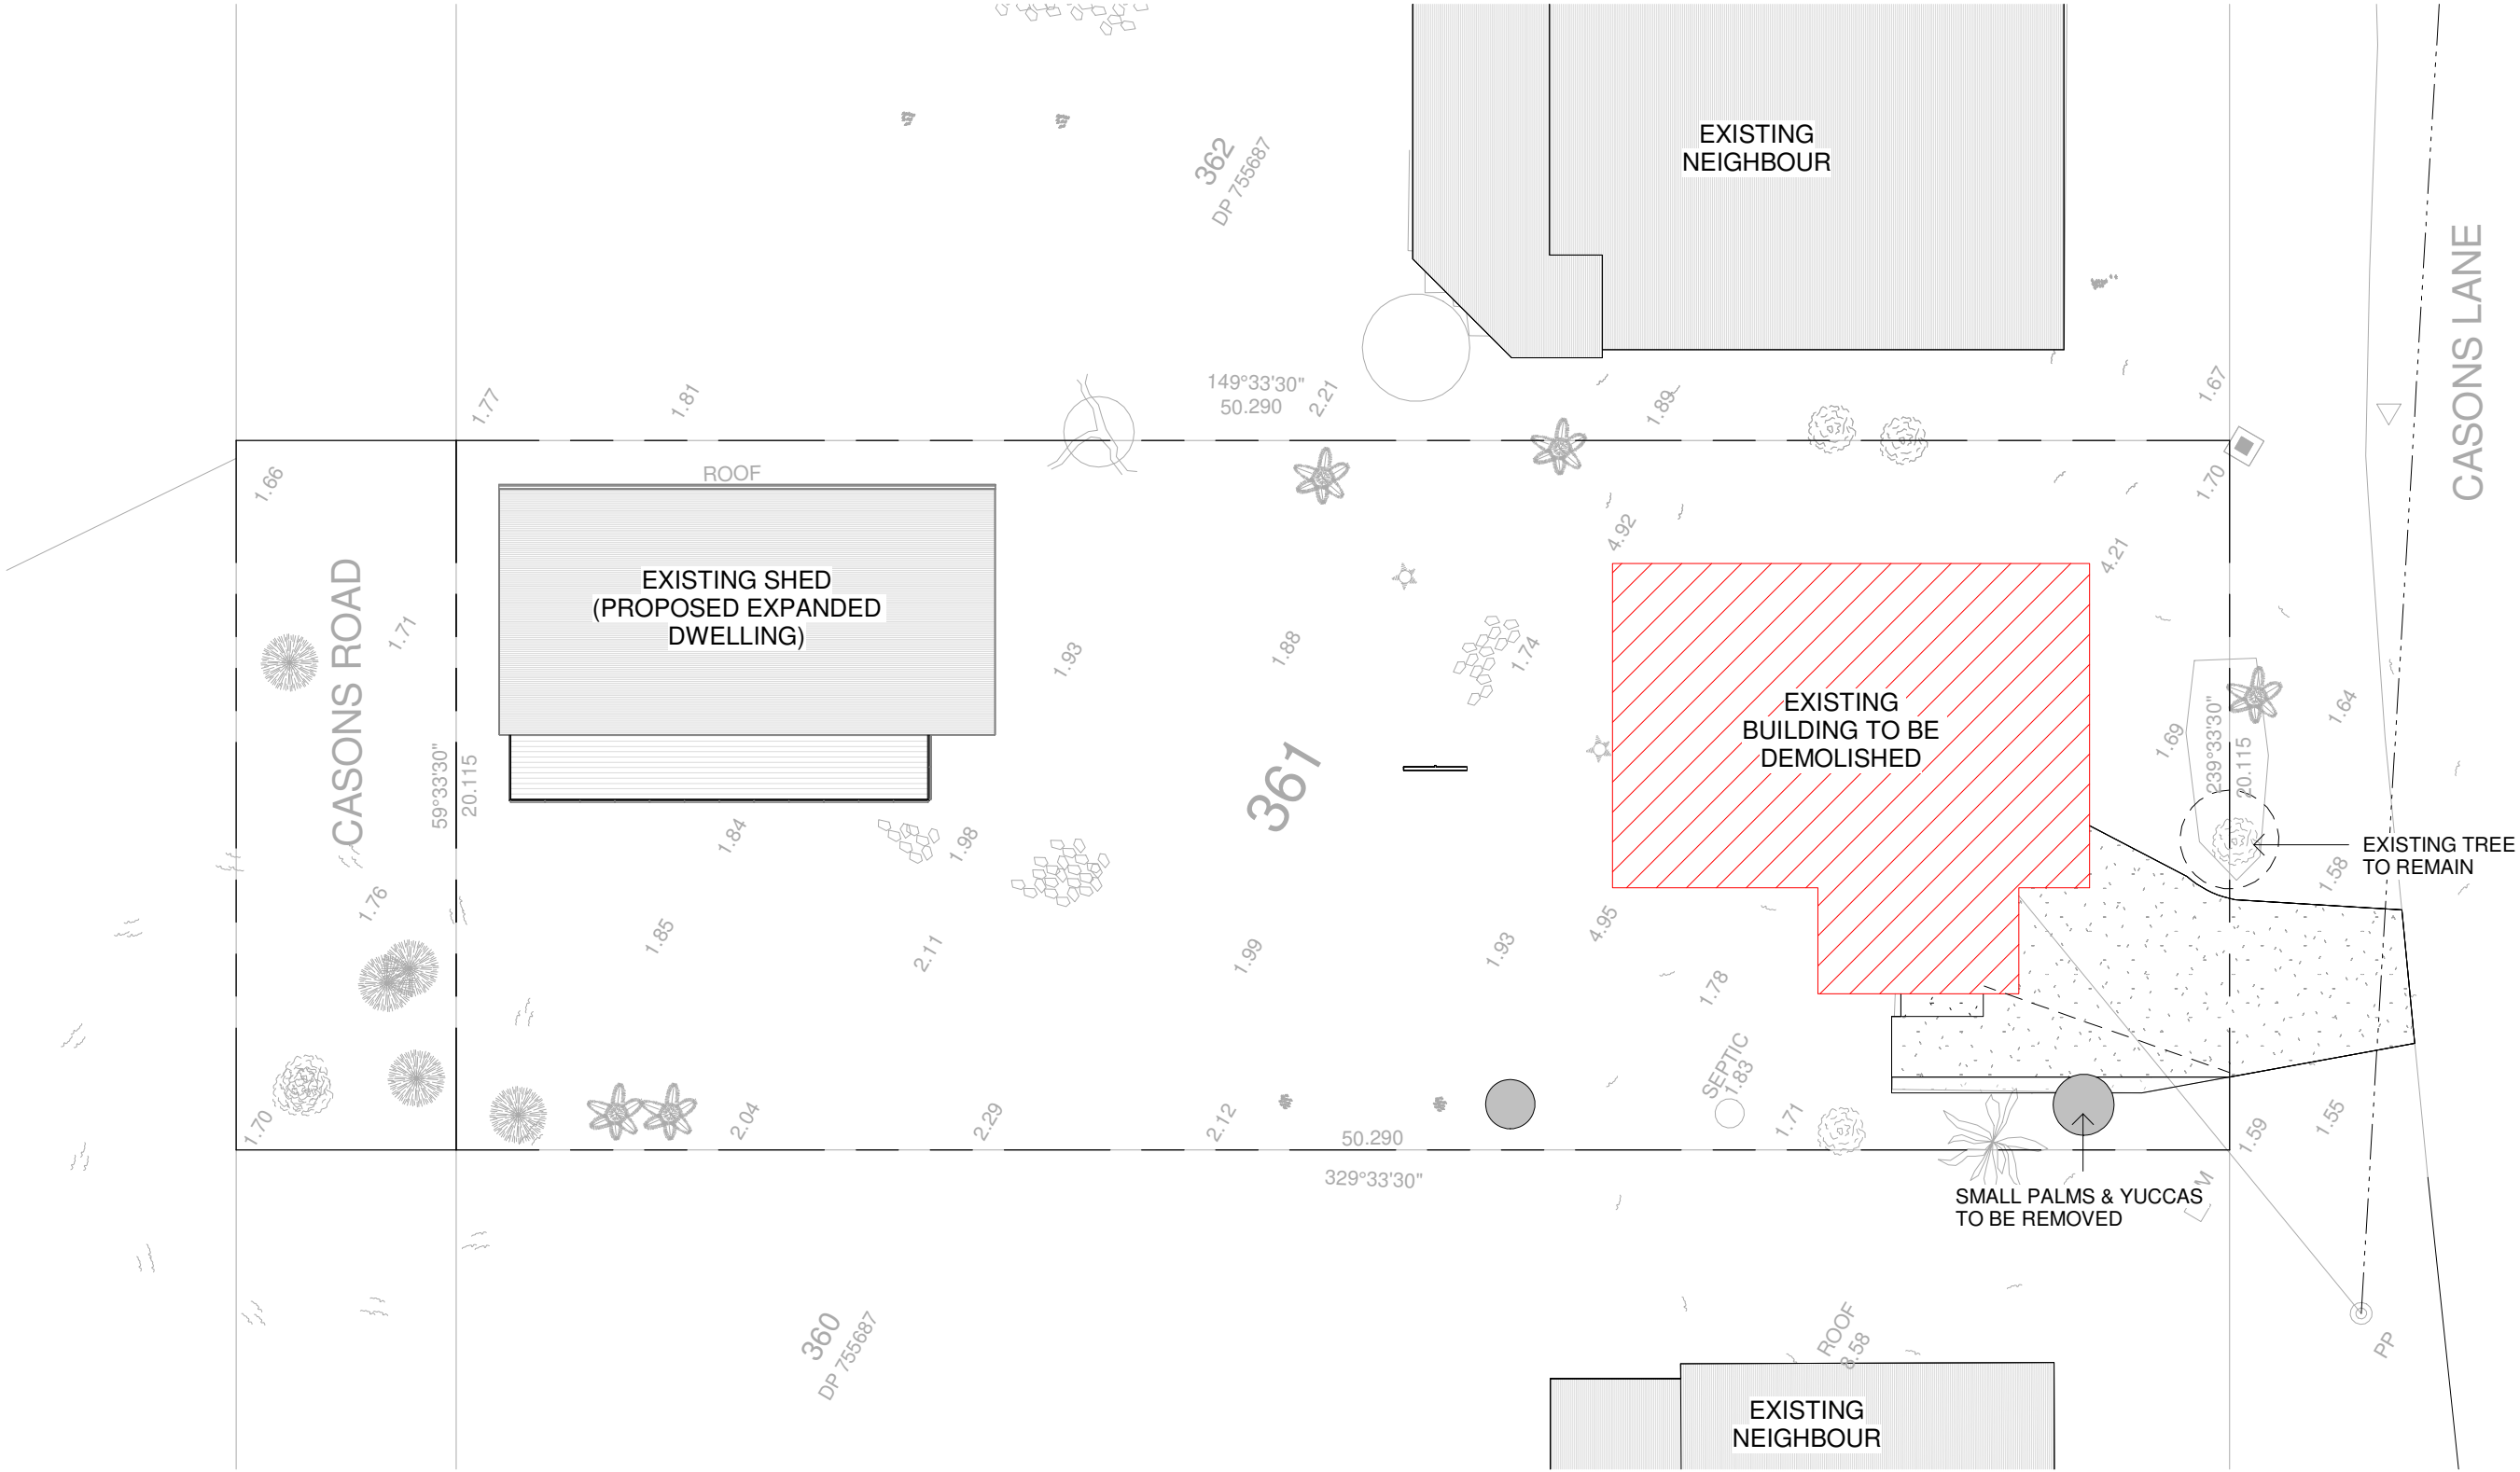 EXISTING
NEIGHBOUR
362
DP 755687
CASONS LANE
149°33'30"
50.290
2.21
1.77
1.81
1.89
1.67
1.66
ROOF
1.70
4.92
4.21
EXISTING SHED
(PROPOSED EXPANDED
DWELLING)
CASONS ROAD
1.71
1.93
1.88
1.74
EXISTING
BUILDING TO BE
DEMOLISHED
1.69
239°33'30"
20.115
1.64
59°33'30"
20.115
361
1.84
1.98
EXISTING TREE
TO REMAIN
1.58
1.76
1.85
2.11
1.99
1.93
4.95
1.78
SEPTIC
1.83
1.70
2.04
2.29
2.12
50.290
1.71
1.59
1.55
329°33'30"
SMALL PALMS & YUCCAS
TO BE REMOVED
M
360
DP 755687
ROOF
PP
EXISTING
NEIGHBOUR